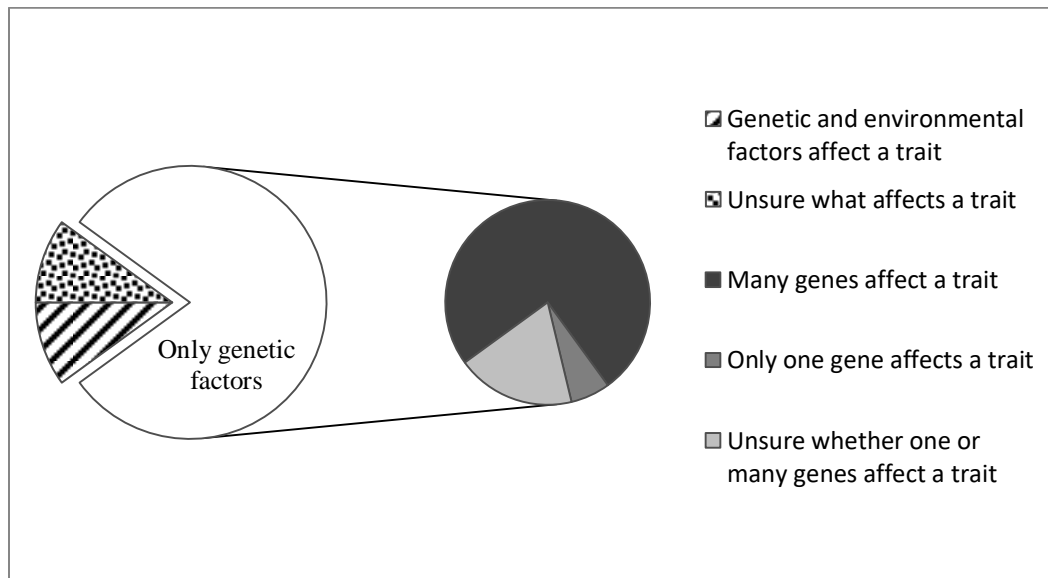 Only genetic
factors
Genetic and environmental
factors affect a trait
Unsure what affects a trait
Many genes affect a trait
Only one gene affects a trait
Unsure whether one or
many genes affect a trait